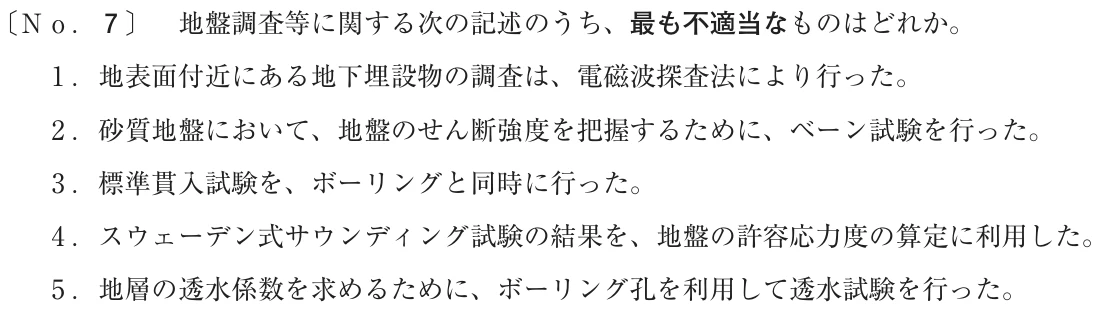 〔Ｎｏ．７〕　地盤調査等に関する次の記述のうち、最も不適当なものはどれか。
１．地表面付近にある地下埋設物の調査は、電磁波探査法により行った。
２．砂質地盤において、地盤のせん断強度を把握するために、ベーン試験を行った。
３．標準貫入試験を、ボーリングと同時に行った。
４．スウェーデン式サウンディング試験の結果を、地盤の許容応力度の算定に利用した。
５．地層の透水係数を求めるために、ボーリング孔を利用して透水試験を行った。